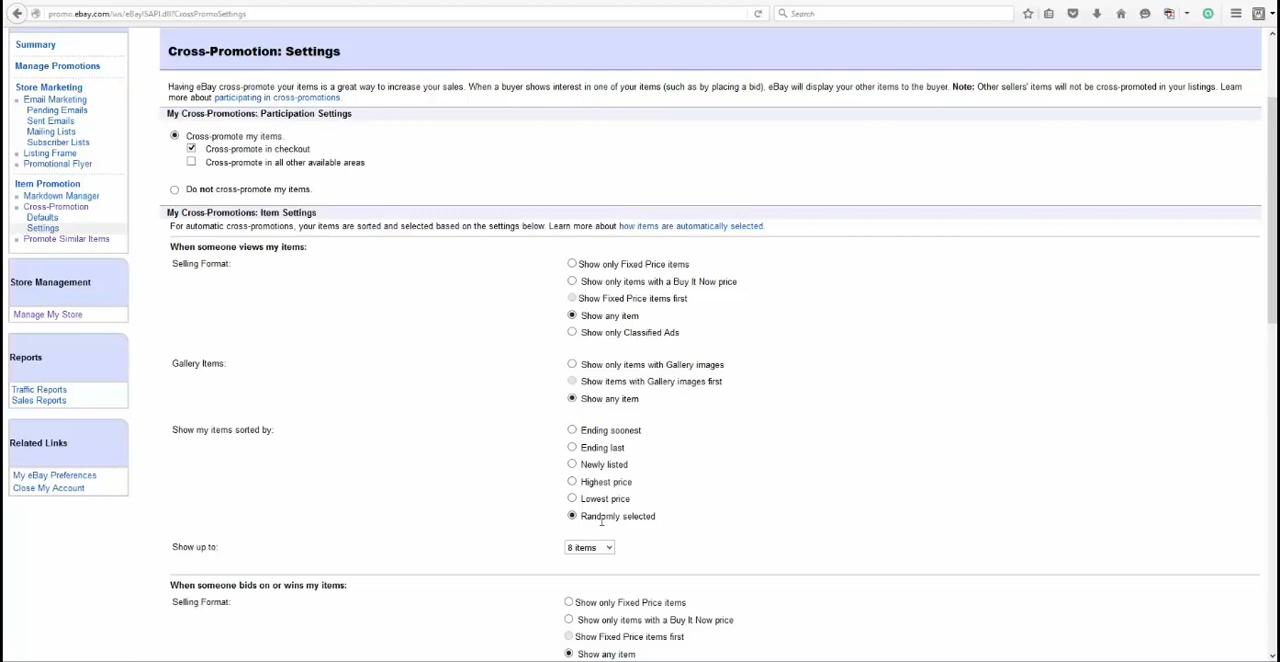 promo.ebay.com/ws/eBayISAPI.dll?CrossPromoSettings
Search
Summary
Manage Promotions
Store Marketing
Email Marketing
Pending Emails
Sent Emails
Mailing Lists
Subscriber Lists
Listing Frame
Promotional Flyer
Item Promotion
Markdown Manager
Cross-Promotion
Defaults
Settings
Promote Similar Items
Store Management
Manage My Store
Reports
Traffic Reports
Sales Reports
Related Links
My eBay Preferences
Close My Account
Cross-Promotion: Settings
Having eBay cross-promote your items is a great way to increase your sales. When a buyer shows interest in one of your items (such as by placing a bid), eBay will display your other items to the buyer. Note: Other sellers' items will not be cross-promoted in your listings. Learn
more about participating in cross-promotions.
My Cross-Promotions: Participation Settings
Cross-promote my items.
Cross-promote in checkout
Cross-promote in all other available areas
Do not cross-promote my items.
My Cross-Promotions: Item Settings
For automatic cross-promotions, your items are sorted and selected based on the settings below. Learn more about how items are automatically selected.
When someone views my items:
Selling Format:
Show only Fixed Price items
Show only items with a Buy It Now price
Show Fixed Price items first
Show any item
Show only Classified Ads
Gallery Items:
Show only items with Gallery images
Show items with Gallery images first
Show any item
Show my items sorted by:
Ending soonest
Ending last
Newly listed
Highest price
Lowest price
Randomly selected
Show up to:
8 items
When someone bids on or wins my items:
Selling Format:
Show only Fixed Price items
Show only items with a Buy It Now price
Show Fixed Price items first
Show any item